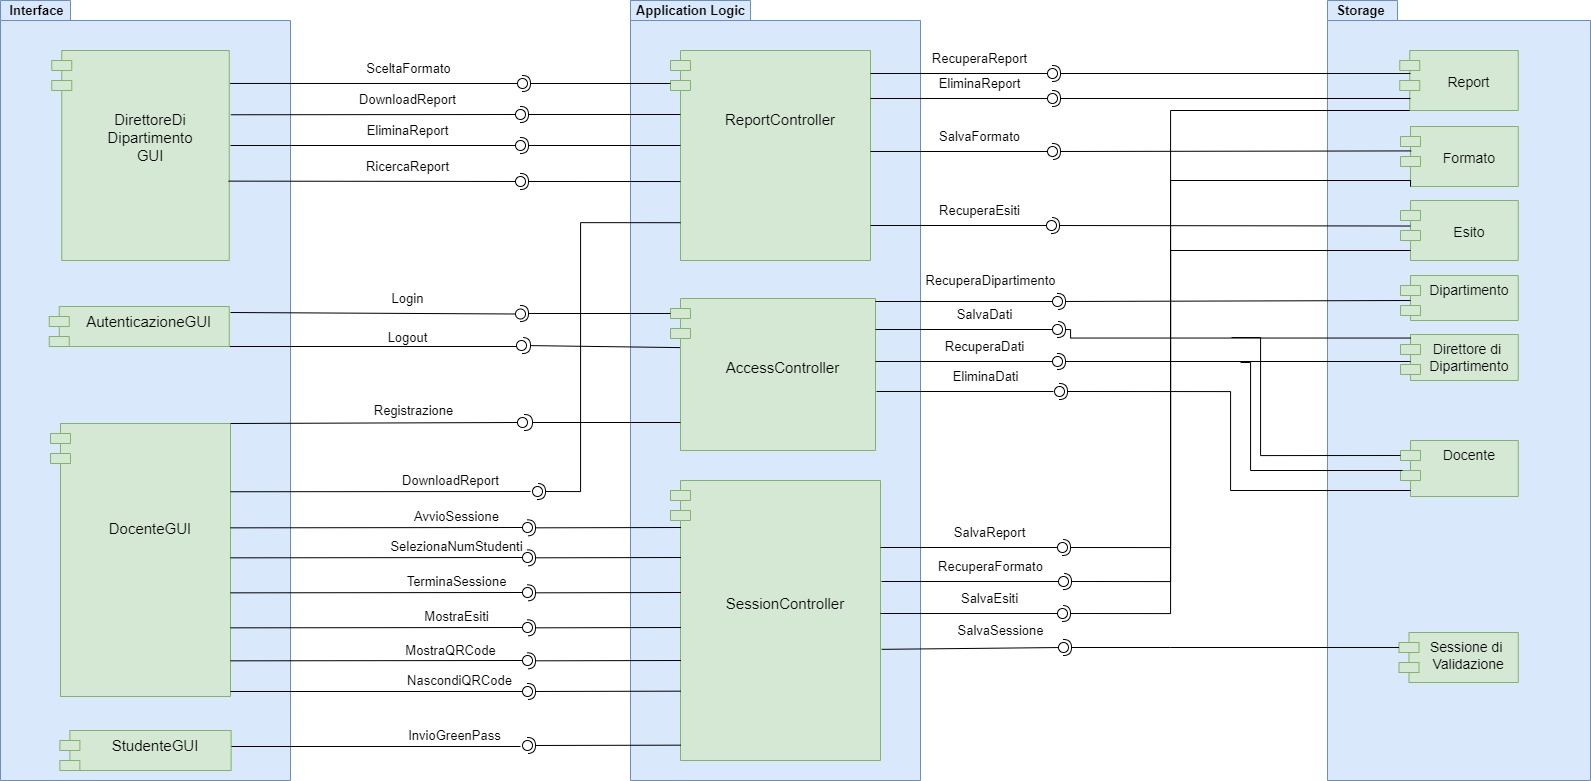 Interface
Application Logic
Storage
DirettoreDi
Dipartimento
GUI
SceltaFormato
DownloadReport
EliminaReport
RicercaReport
ReportController
RecuperaReport
EliminaReport
SalvaFormato
RecuperaEsiti
Report
Formato
Esito
AutenticazioneGUI
Login
Logout
AccessController
RecuperaDipartimento
SalvaDati
RecuperaDati
EliminaDati
Dipartimento
Direttore di
Dipartimento
Docente
DocenteGUI
Registrazione
DownloadReport
AvvioSessione
SelezionaNumStudenti
TerminaSessione
MostraEsiti
MostraQRCode
NascondiQRCode
SessionController
SalvaReport
RecuperaFormato
SalvaEsiti
SalvaSessione
Sessione di
Validazione
StudenteGUI
InvioGreenPass